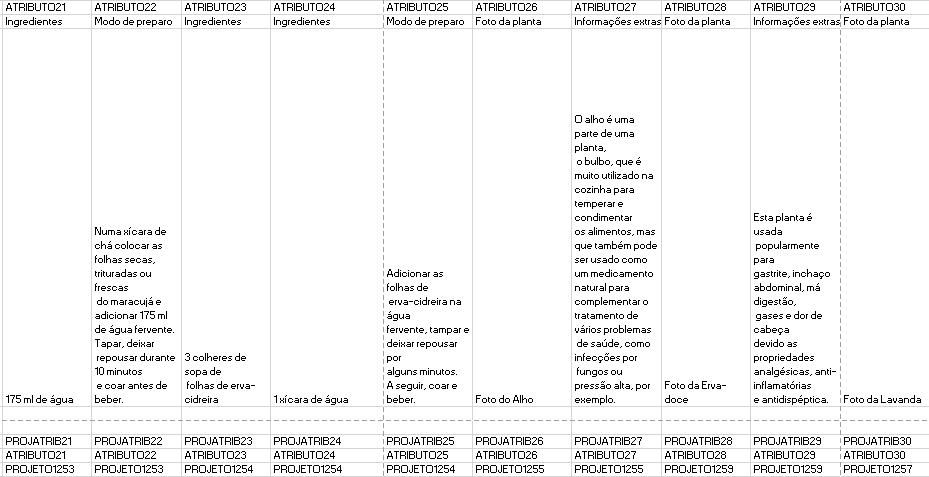 ATRIBUTO21 ATRIBUTO22 ATRIBUTO23 ATRIBUTO24 ATRIBUTO25 ATRIBUTO26 ATRIBUTO27 ATRIBUTO28 ATRIBUTO29 ATRIBUTO30
Ingredientes Modo de preparo Ingredientes Ingredientes Modo de preparo Foto da planta Informações extras Foto da planta Informações extras Foto da planta
175 ml de água
Numa xícara de
chá colocar as
folhas secas,
trituradas ou
frescas
do maracujá e
adicionar 175 ml
de água fervente.
Tapar, deixar
repousar durante
10 minutos
e coar antes de
beber.
3 colheres de
sopa de
folhas de erva-
cidreira
1 xícara de água
Adicionar as
folhas de
erva-cidreira na
água
fervente, tampar e
deixar repousar
por
alguns minutos.
A seguir, coar e
beber.
Foto do Alho
O alho é uma
parte de uma
planta,
o bulbo, que é
muito utilizado na
cozinha para
temperar e
condimentar
os alimentos, mas
que também pode
ser usado como
um medicamento
natural para
complementar o
tratamento de
vários problemas
de saúde, como
infecções por
fungos ou
pressão alta, por
exemplo.
Foto da Erva-
doce
Esta planta é
usada
popularmente
para
gastrite, inchaço
abdominal, má
digestão,
gases e dor de
cabeça
devido as
propriedades
analgésicas, anti-
inflamatórias
e antidispéptica.
Foto da Lavanda
PROJATRIB21 PROJATRIB22 PROJATRIB23 PROJATRIB24 PROJATRIB25 PROJATRIB26 PROJATRIB27 PROJATRIB28 PROJATRIB29 PROJATRIB30
ATRIBUTO21 ATRIBUTO22 ATRIBUTO23 ATRIBUTO24 ATRIBUTO25 ATRIBUTO26 ATRIBUTO27 ATRIBUTO28 ATRIBUTO29 ATRIBUTO30
PROJETO1253 PROJETO1253 PROJETO1254 PROJETO1254 PROJETO1254 PROJETO1255 PROJETO1255 PROJETO1259 PROJETO1259 PROJETO1257